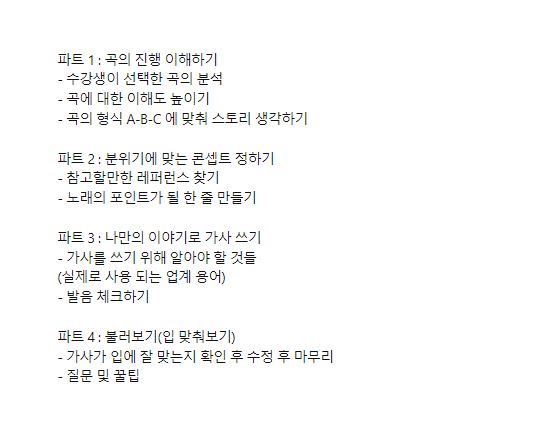 파트 1 : 곡의 진행 이해하기
- 수강생이 선택한 곡의 분석
- 곡에 대한 이해도 높이기
- 곡의 형식 A-B-C 에 맞춰 스토리 생각하기
파트 2 : 분위기에 맞는 콘셉트 정하기
- 참고할만한 레퍼런스 찾기
- 노래의 포인트가 될 한 줄 만들기
파트 3 : 나만의 이야기로 가사 쓰기
- 가사를 쓰기 위해 알아야 할 것들
(실제로 사용 되는 업계 용어)
- 발음 체크하기
파트 4 : 불러보기(입 맞춰보기)
- 가사가 입에 잘 맞는지 확인 후 수정 후 마무리
- 질문 및 꿀팁